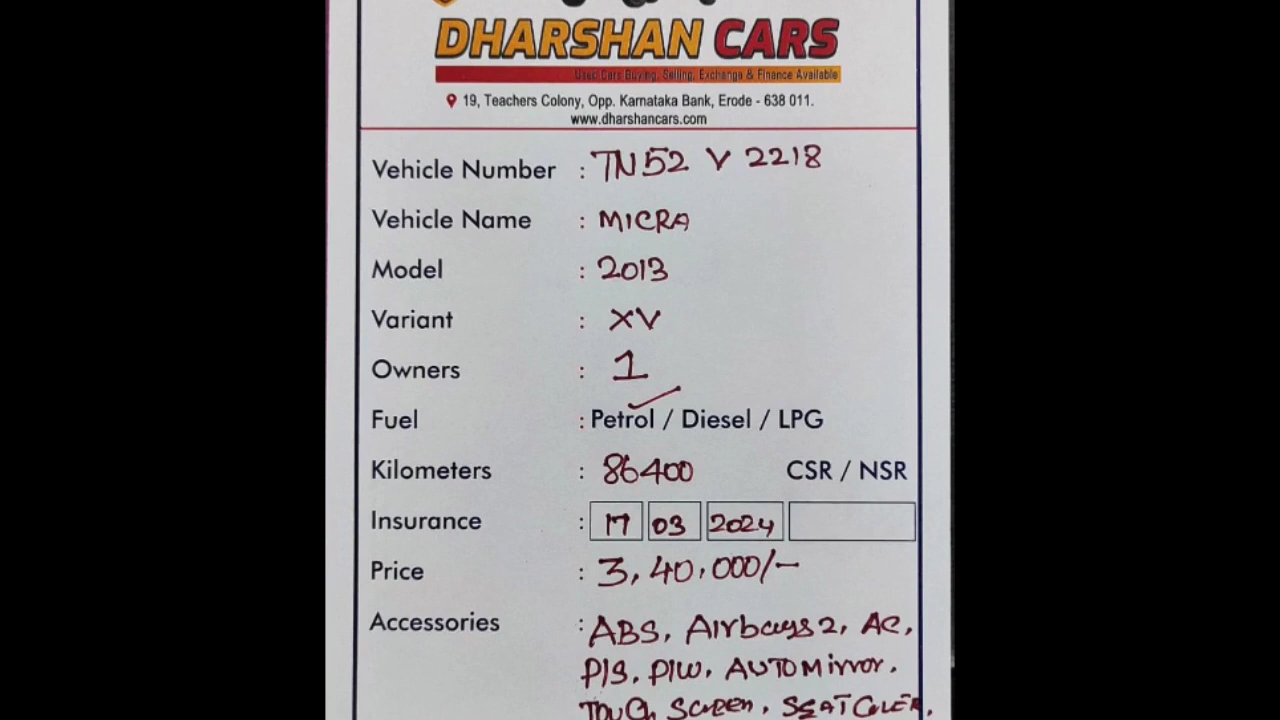 DHARSHAN CARS
Used Cars Buying, Selling, Exchange & Finance Available
19, Teachers Colony, Opp. Karnataka Bank, Erode - 638 011.
www.dharshancars.com
Vehicle Number : TN52 V 2218
Vehicle Name : MICRA
Model : 2013
Variant : XV
Owners : 1
Fuel : Petrol / Diesel / LPG
Kilometers : 86400 CSR / NSR
Insurance : 17 03 2024
Price : 3,40,000/-
Accessories : ABS, Airbags 2, AC,
P/S, P/W, AUTO Mirror,
Touch Screen, SEAT Cover,